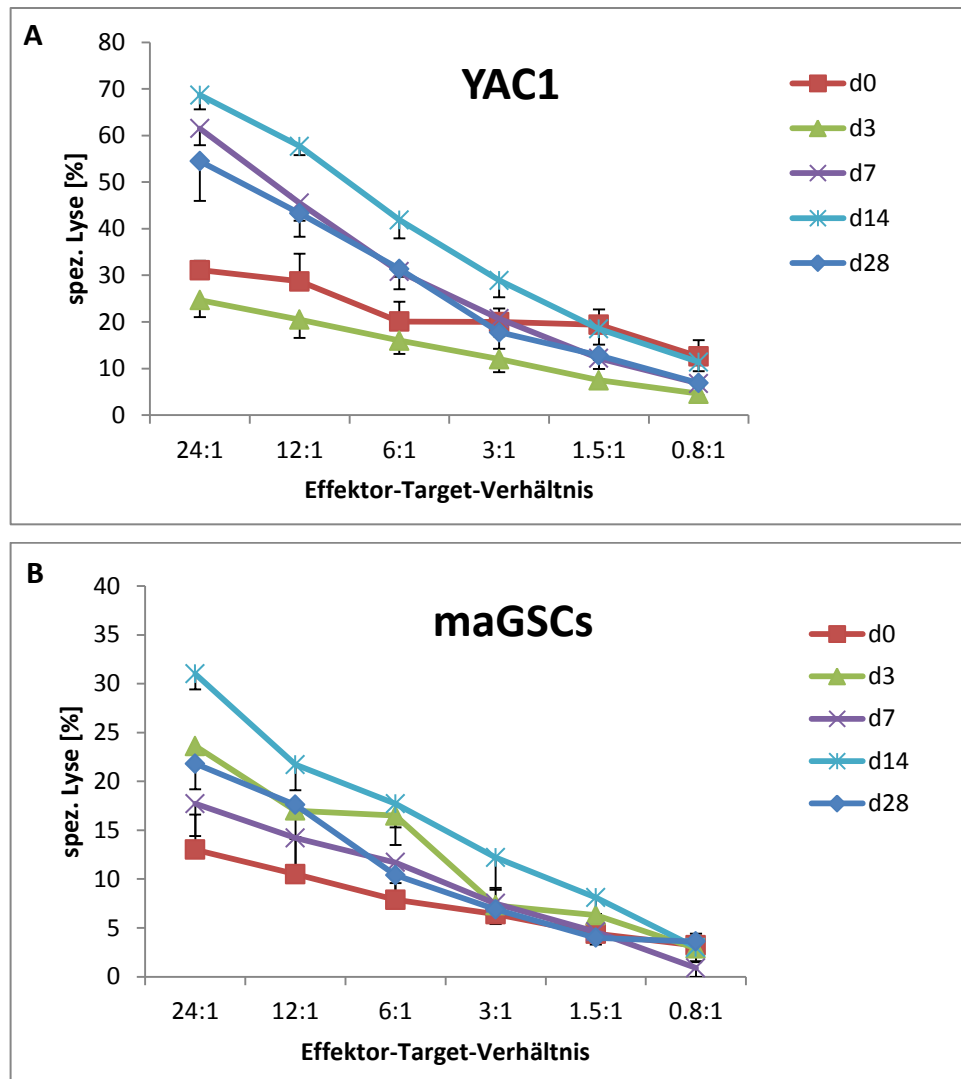 A
YAC1
80
70
60
50
40
30
20
10
0
spez. Lyse [%]
24:1 12:1 6:1 3:1 1.5:1 0.8:1
Effektor-Target-Verhältnis
d0
d3
d7
d14
d28
B
maGSCs
40
35
30
25
20
15
10
5
0
spez. Lyse [%]
24:1 12:1 6:1 3:1 1.5:1 0.8:1
Effektor-Target-Verhältnis
d0
d3
d7
d14
d28